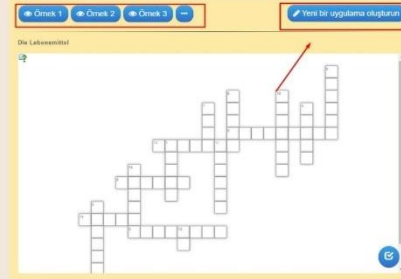 Örnek 1 Örnek 2 Örnek 3 Yeni bir uygulama oluşturun
Die Lebensmittel